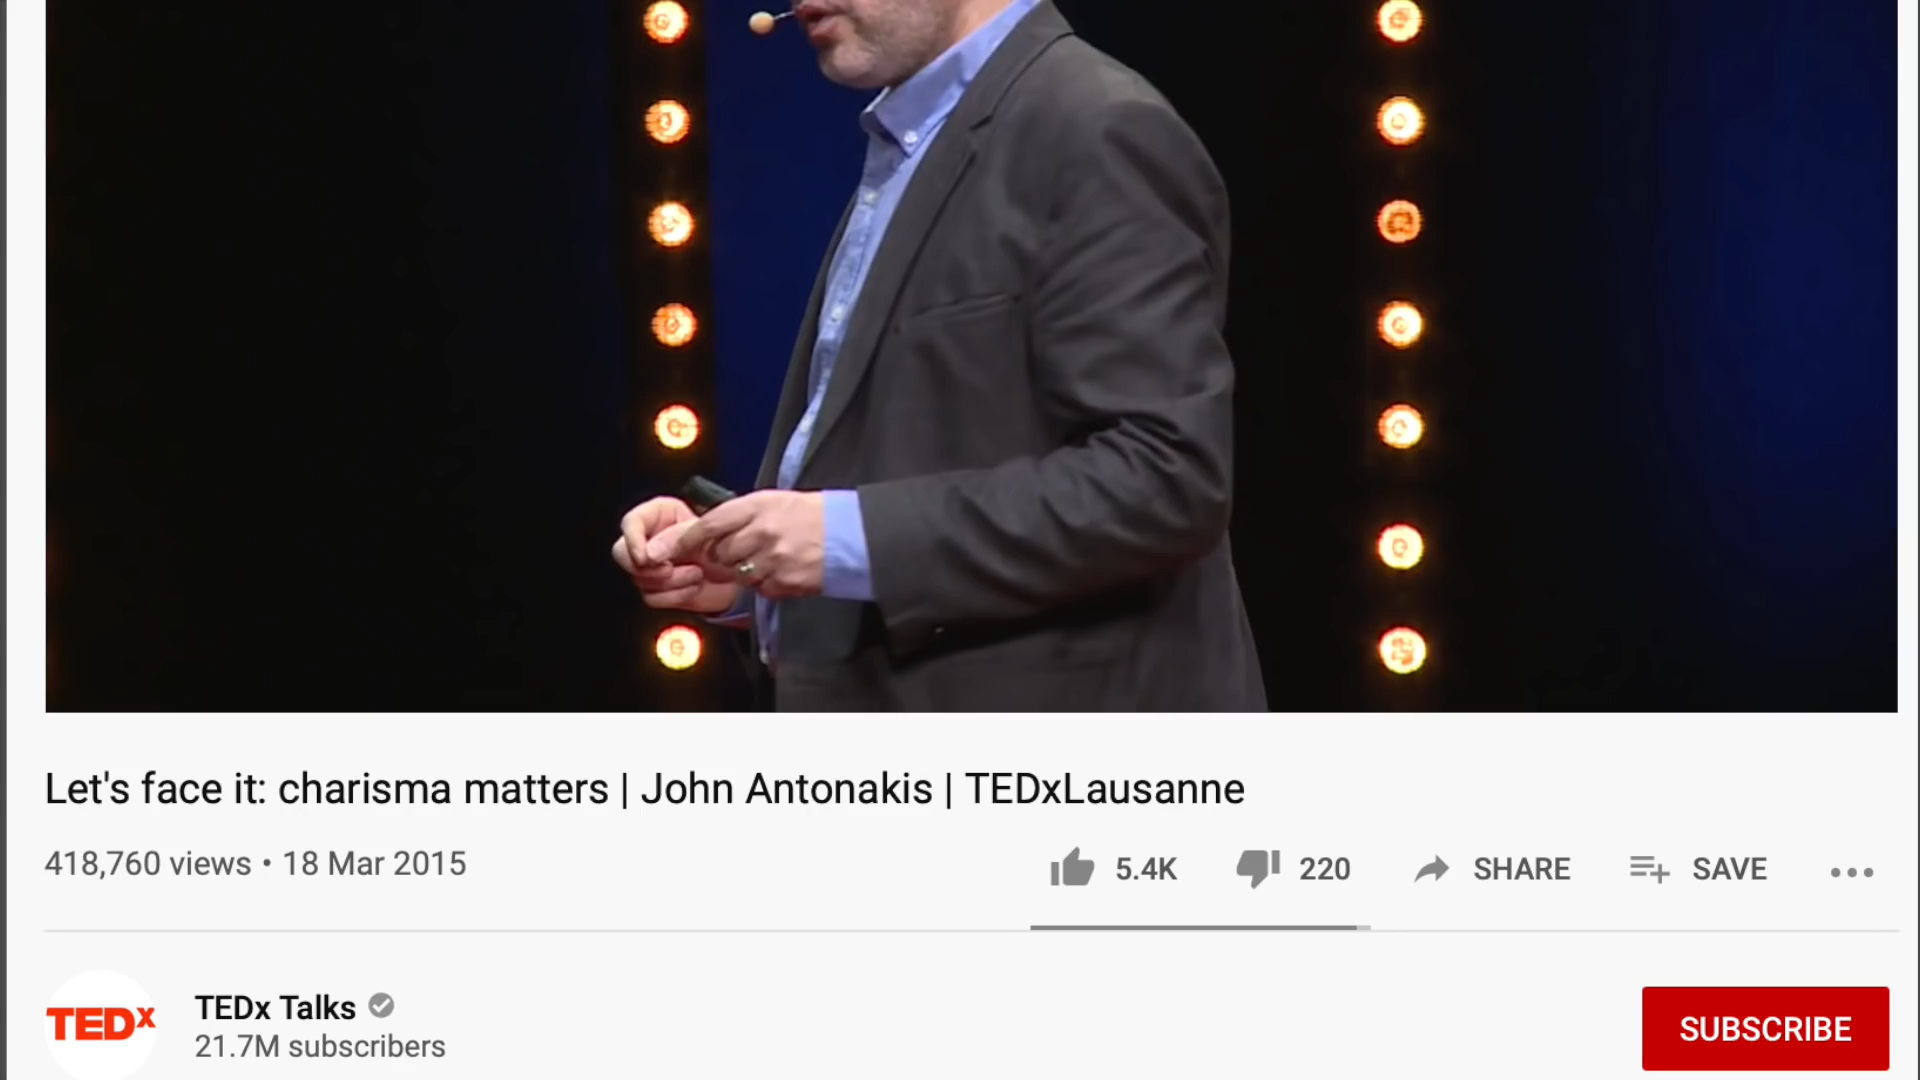 Let's face it: charisma matters | John Antonakis | TEDxLausanne
418,760 views • 18 Mar 2015
5.4K 220 SHARE SAVE
TEDx
TEDx Talks
21.7M subscribers
SUBSCRIBE